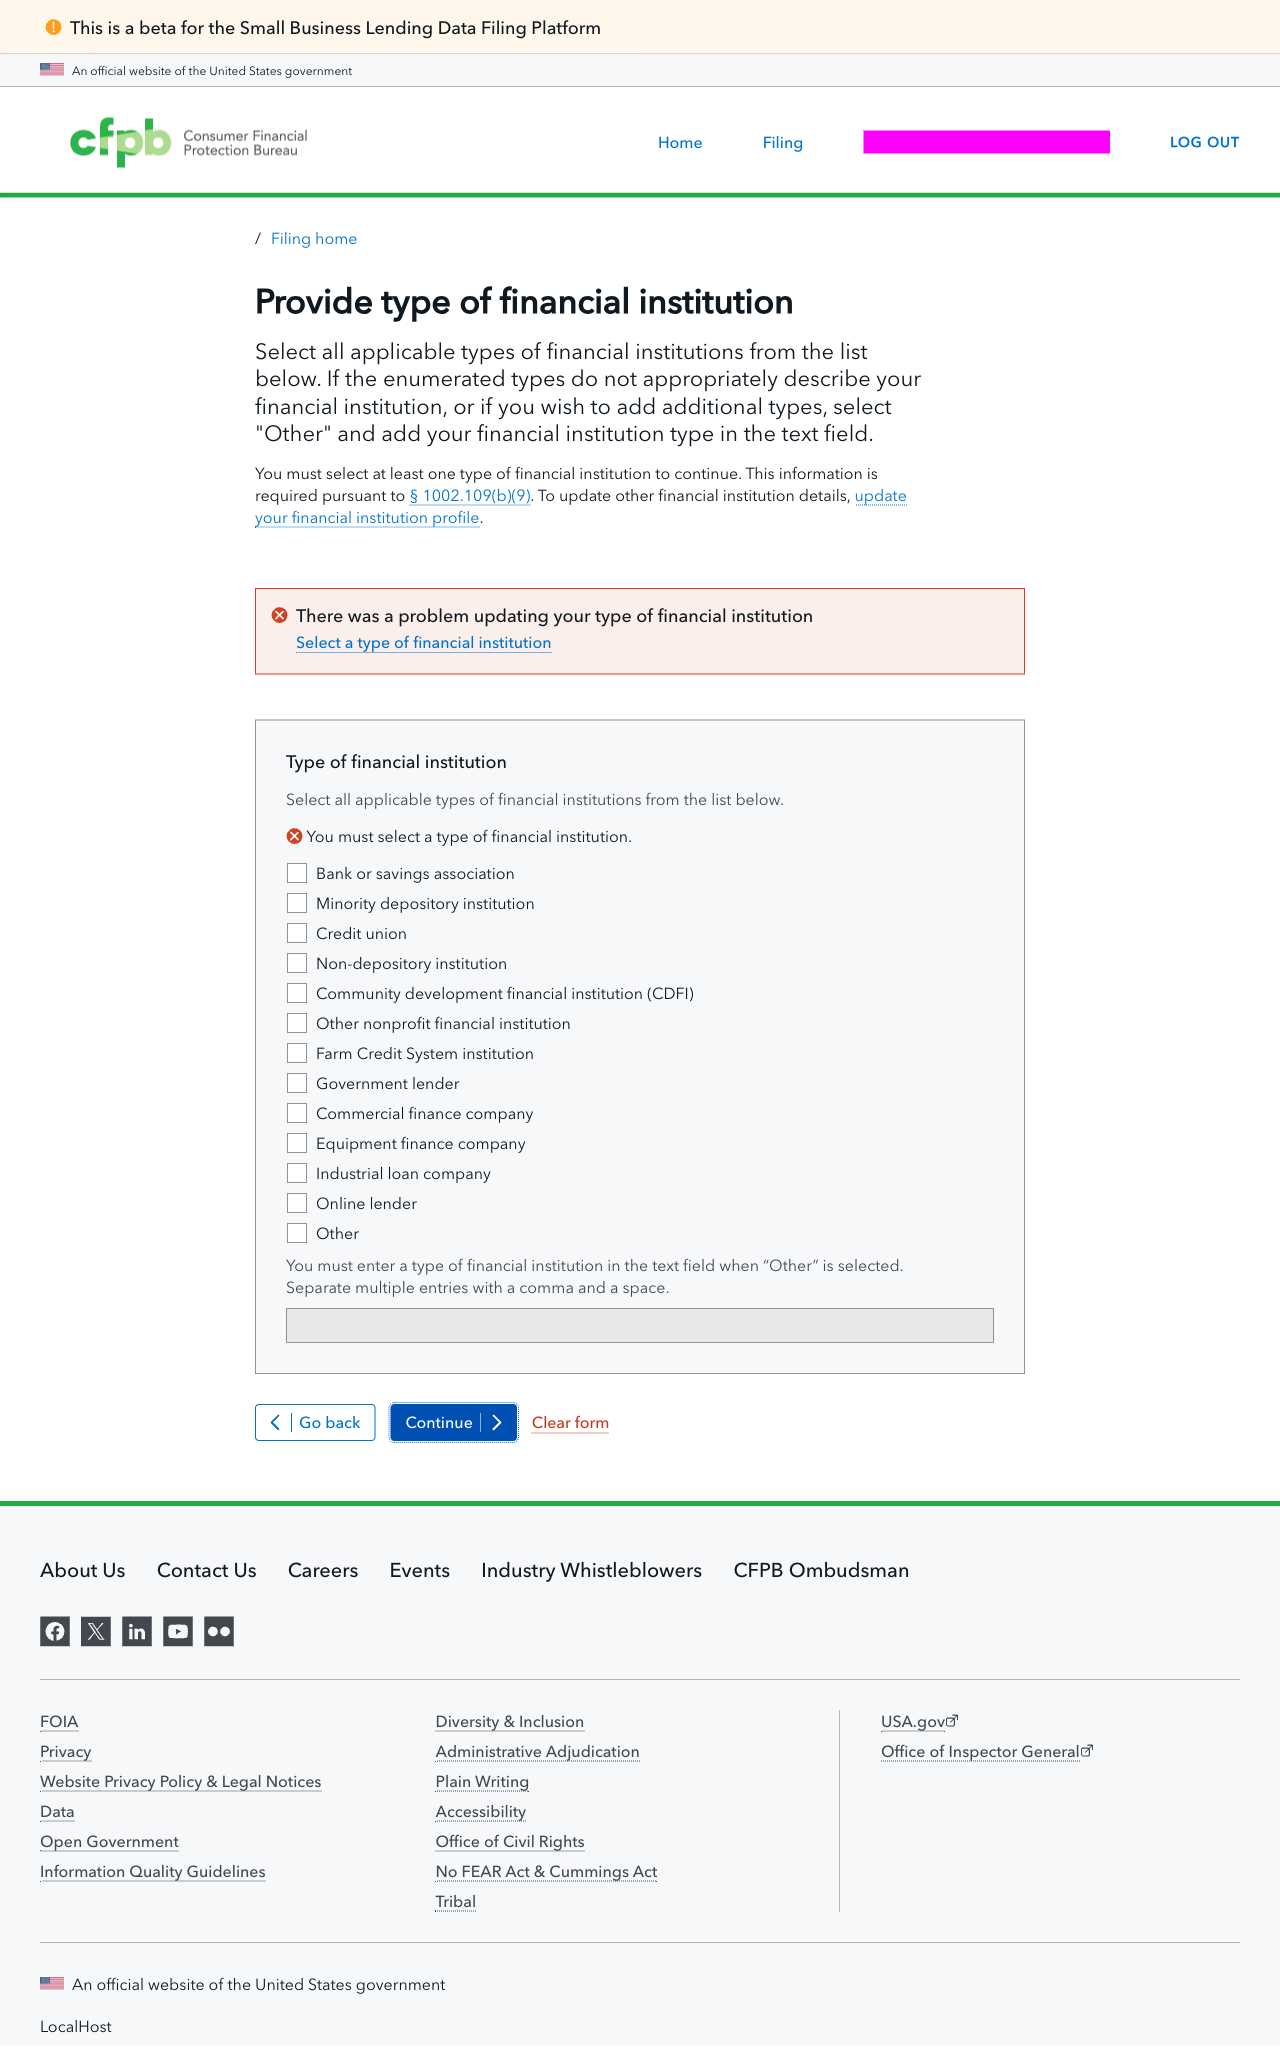 This is a beta for the Small Business Lending Data Filing Platform
An official website of the United States government
cfpb Consumer Financial
Protection Bureau
Home Filing LOG OUT
/ Filing home
Provide type of financial institution
Select all applicable types of financial institutions from the list
below. If the enumerated types do not appropriately describe your
financial institution, or if you wish to add additional types, select
"Other" and add your financial institution type in the text field.
You must select at least one type of financial institution to continue. This information is
required pursuant to § 1002.109(b)(9). To update other financial institution details, update
your financial institution profile.
There was a problem updating your type of financial institution
Select a type of financial institution
Type of financial institution
Select all applicable types of financial institutions from the list below.
You must select a type of financial institution.
Bank or savings association
Minority depository institution
Credit union
Non-depository institution
Community development financial institution (CDFI)
Other nonprofit financial institution
Farm Credit System institution
Government lender
Commercial finance company
Equipment finance company
Industrial loan company
Online lender
Other
You must enter a type of financial institution in the text field when “Other” is selected.
Separate multiple entries with a comma and a space.
Go back Continue Clear form
About Us Contact Us Careers Events Industry Whistleblowers CFPB Ombudsman
FOIA
Privacy
Website Privacy Policy & Legal Notices
Data
Open Government
Information Quality Guidelines
Diversity & Inclusion
Administrative Adjudication
Plain Writing
Accessibility
Office of Civil Rights
No FEAR Act & Cummings Act
Tribal
USA.gov
Office of Inspector General
An official website of the United States government
LocalHost